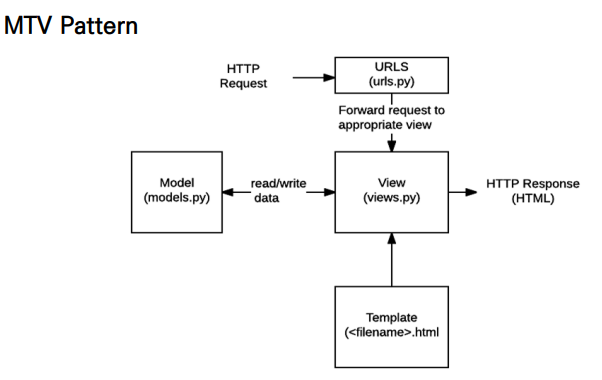 MTV Pattern
HTTP
Request
URLS
(urls.py)
Forward request to
appropriate view
Model
(models.py)
read/write
data
View
(views.py)
HTTP Response
(HTML)
Template
(<filename>.html